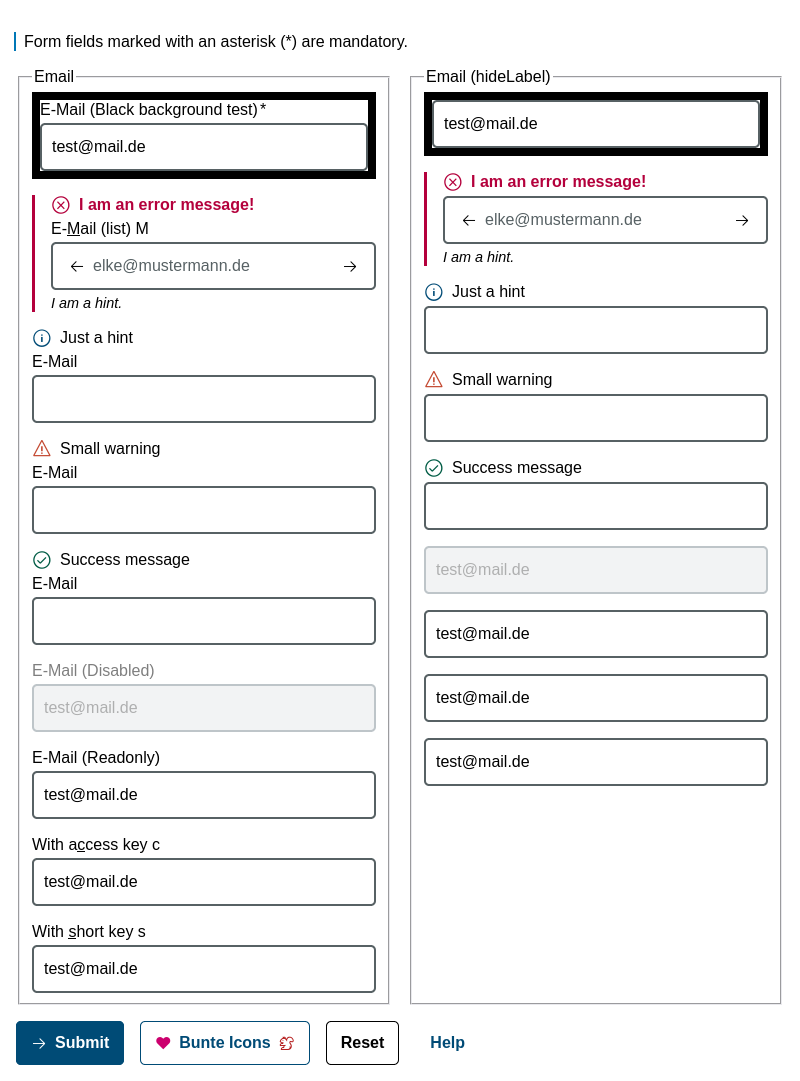 Form fields marked with an asterisk (*) are mandatory.
Email
E-Mail (Black background test)*
test@mail.de
I am an error message!
E-Mail (list) M
elke@mustermann.de
I am a hint.
Just a hint
E-Mail
Small warning
E-Mail
Success message
E-Mail
E-Mail (Disabled)
test@mail.de
E-Mail (Readonly)
test@mail.de
With access key c
test@mail.de
With short key s
test@mail.de
Email (hideLabel)
test@mail.de
I am an error message!
elke@mustermann.de
I am a hint.
Just a hint
Small warning
Success message
test@mail.de
test@mail.de
test@mail.de
test@mail.de
Submit Bunte Icons Reset Help